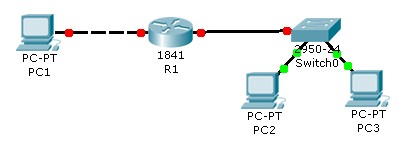 PC-PT
PC1
1841
R1
2950-24
Switch0
PC-PT
PC2
PC-PT
PC3